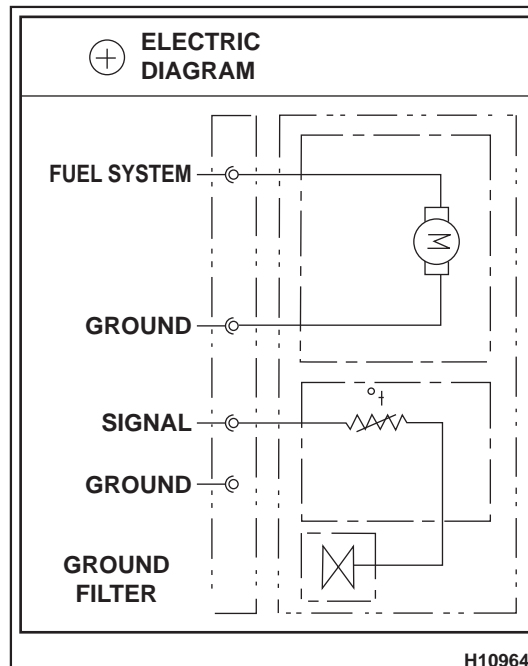 ELECTRIC
DIAGRAM
FUEL SYSTEM
M
GROUND
SIGNAL
GROUND
GROUND
FILTER
H10964